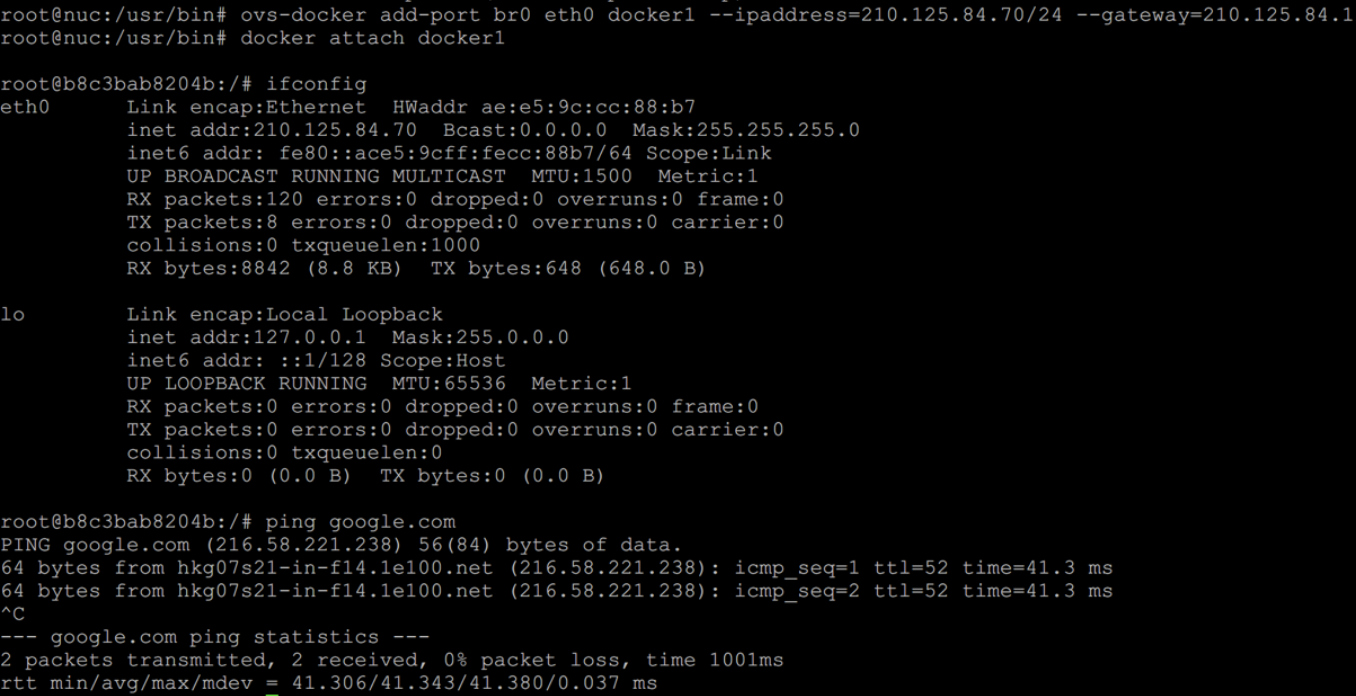 root@nuc:/usr/bin# ovs-docker add-port br0 eth0 docker1 --ipaddress=210.125.84.70/24 --gateway=210.125.84.1
root@nuc:/usr/bin# docker attach docker1
root@b8c3bab8204b:/# ifconfig
eth0 Link encap:Ethernet HWaddr ae:e5:9c:cc:88:b7
inet addr:210.125.84.70 Bcast:0.0.0.0 Mask:255.255.255.0
inet6 addr: fe80::ace5:9cff:fecc:88b7/64 Scope:Link
UP BROADCAST RUNNING MULTICAST MTU:1500 Metric:1
RX packets:120 errors:0 dropped:0 overruns:0 frame:0
TX packets:8 errors:0 dropped:0 overruns:0 carrier:0
collisions:0 txqueuelen:1000
RX bytes:8842 (8.8 KB) TX bytes:648 (648.0 B)
lo Link encap:Local Loopback
inet addr:127.0.0.1 Mask:255.0.0.0
inet6 addr: ::1/128 Scope:Host
UP LOOPBACK RUNNING MTU:65536 Metric:1
RX packets:0 errors:0 dropped:0 overruns:0 frame:0
TX packets:0 errors:0 dropped:0 overruns:0 carrier:0
collisions:0 txqueuelen:0
RX bytes:0 (0.0 B) TX bytes:0 (0.0 B)
root@b8c3bab8204b:/# ping google.com
PING google.com (216.58.221.238) 56(84) bytes of data.
64 bytes from hkg07s21-in-f14.1e100.net (216.58.221.238): icmp_seq=1 ttl=52 time=41.3 ms
64 bytes from hkg07s21-in-f14.1e100.net (216.58.221.238): icmp_seq=2 ttl=52 time=41.3 ms
^C
--- google.com ping statistics ---
2 packets transmitted, 2 received, 0% packet loss, time 1001ms
rtt min/avg/max/mdev = 41.306/41.343/41.380/0.037 ms